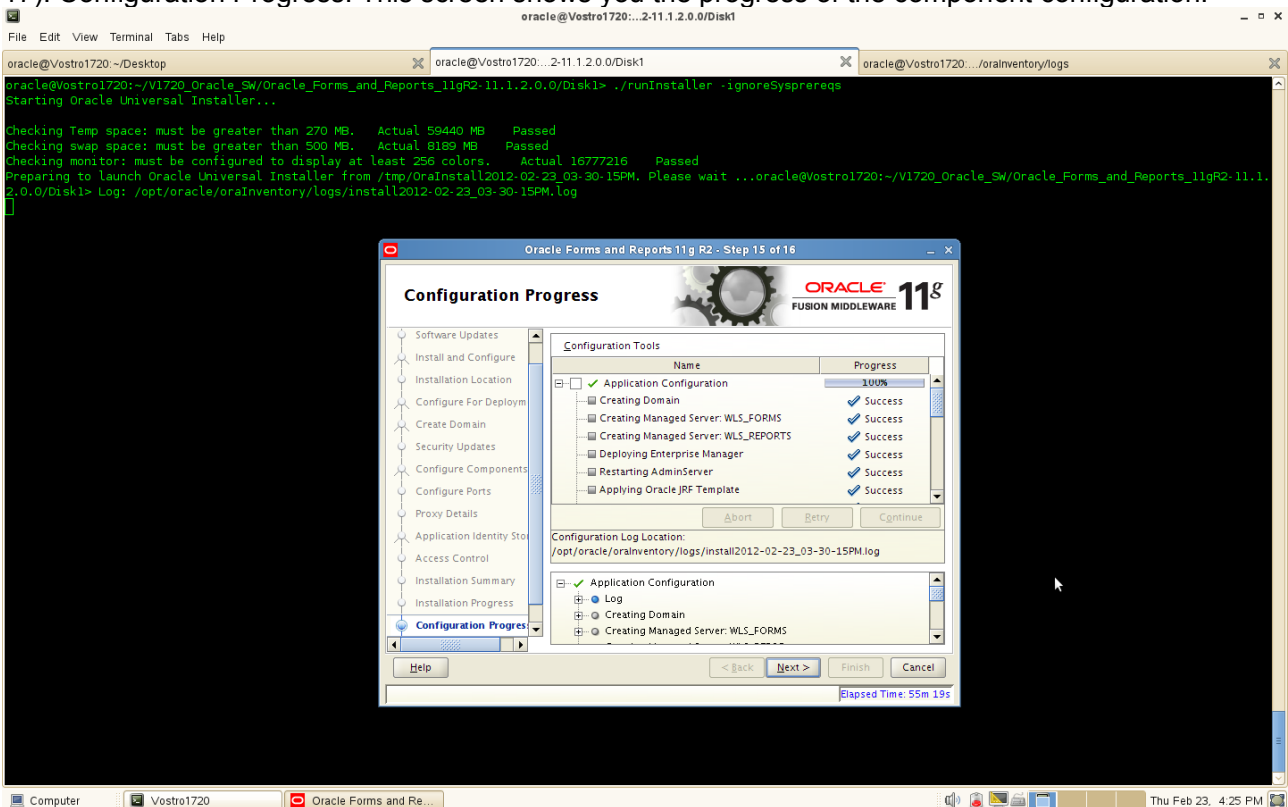 17). Configuration Progress: This screen shows you the progress of the component configuration.
oracle@Vostro1720:...2-11.1.2.0.0/Disk1
File Edit View Terminal Tabs Help
oracle@Vostro1720:~/Desktop
oracle@Vostro1720:...2-11.1.2.0.0/Disk1
oracle@Vostro1720:.../oraInventory/logs
oracle@Vostro1720:~/V1720_Oracle_SW/Oracle_Forms_and_Reports_11gR2-11.1.2.0.0/Disk1> ./runInstaller -ignoreSysprereqs
Starting Oracle Universal Installer...
Checking Temp space: must be greater than 270 MB. Actual 59440 MB Passed
Checking swap space: must be greater than 500 MB. Actual 8189 MB Passed
Checking monitor: must be configured to display at least 256 colors. Actual 16777216 Passed
Preparing to launch Oracle Universal Installer from /tmp/OraInstall2012-02-23_03-30-15PM. Please wait ...oracle@Vostro1720:~/V1720_Oracle_SW/Oracle_Forms_and_Reports_11gR2-11.1.
2.0.0/Disk1> Log: /opt/oracle/oraInventory/logs/install2012-02-23_03-30-15PM.log
Oracle Forms and Reports 11g R2 - Step 15 of 16
Configuration Progress
ORACLE
FUSION MIDDLEWARE 11g
Software Updates
Install and Configure
Installation Location
Configure For Deploym
Create Domain
Security Updates
Configure Components
Configure Ports
Proxy Details
Application Identity Stor
Access Control
Installation Summary
Installation Progress
Configuration Progres
Configuration Tools
Name Progress
Application Configuration 100%
Creating Domain Success
Creating Managed Server: WLS_FORMS Success
Creating Managed Server: WLS_REPORTS Success
Deploying Enterprise Manager Success
Restarting AdminServer Success
Applying Oracle JRF Template Success
Abort Retry Continue
Configuration Log Location:
/opt/oracle/oraInventory/logs/install2012-02-23_03-30-15PM.log
Application Configuration
Log
Creating Domain
Creating Managed Server: WLS_FORMS
Help < Back Next > Finish Cancel
Elapsed Time: 55m 19s
Computer Vostro1720 Oracle Forms and Re... Thu Feb 23, 4:25 PM